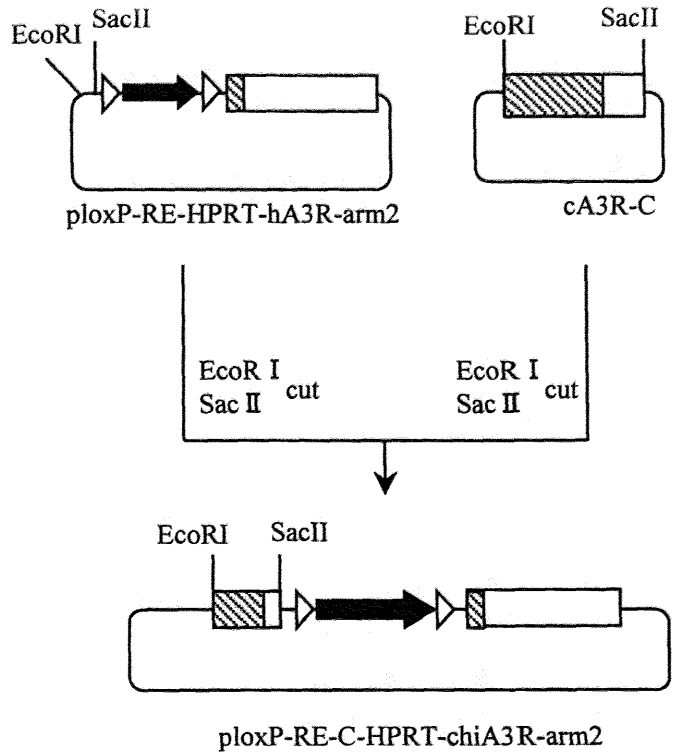 EcoRI
SacII
EcoRI
SacII
ploxP-RE-HPRT-hA3R-arm2
cA3R-C
EcoR I
Sac II
cut
EcoR I
Sac II
cut
EcoRI
SacII
ploxP-RE-C-HPRT-chiA3R-arm2